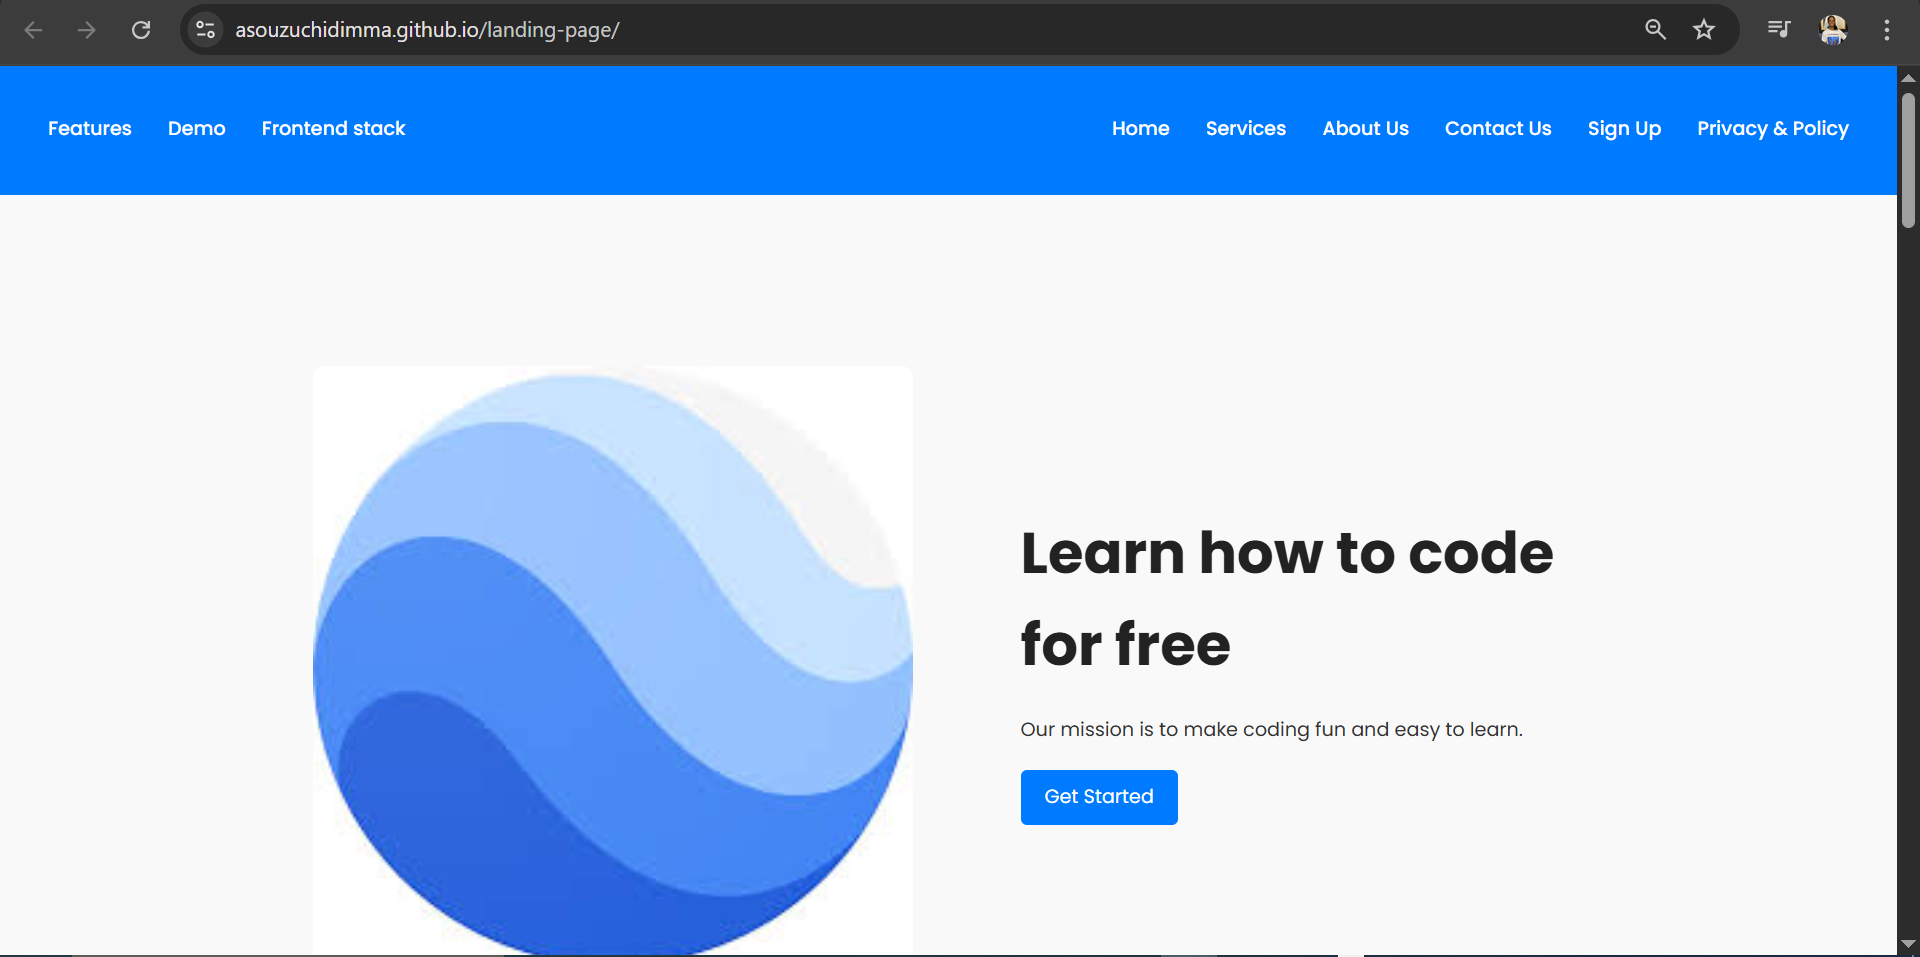 asouzuchidimma.github.io/landing-page/
Features Demo Frontend stack Home Services About Us Contact Us Sign Up Privacy & Policy
Learn how to code
for free
Our mission is to make coding fun and easy to learn.
Get Started